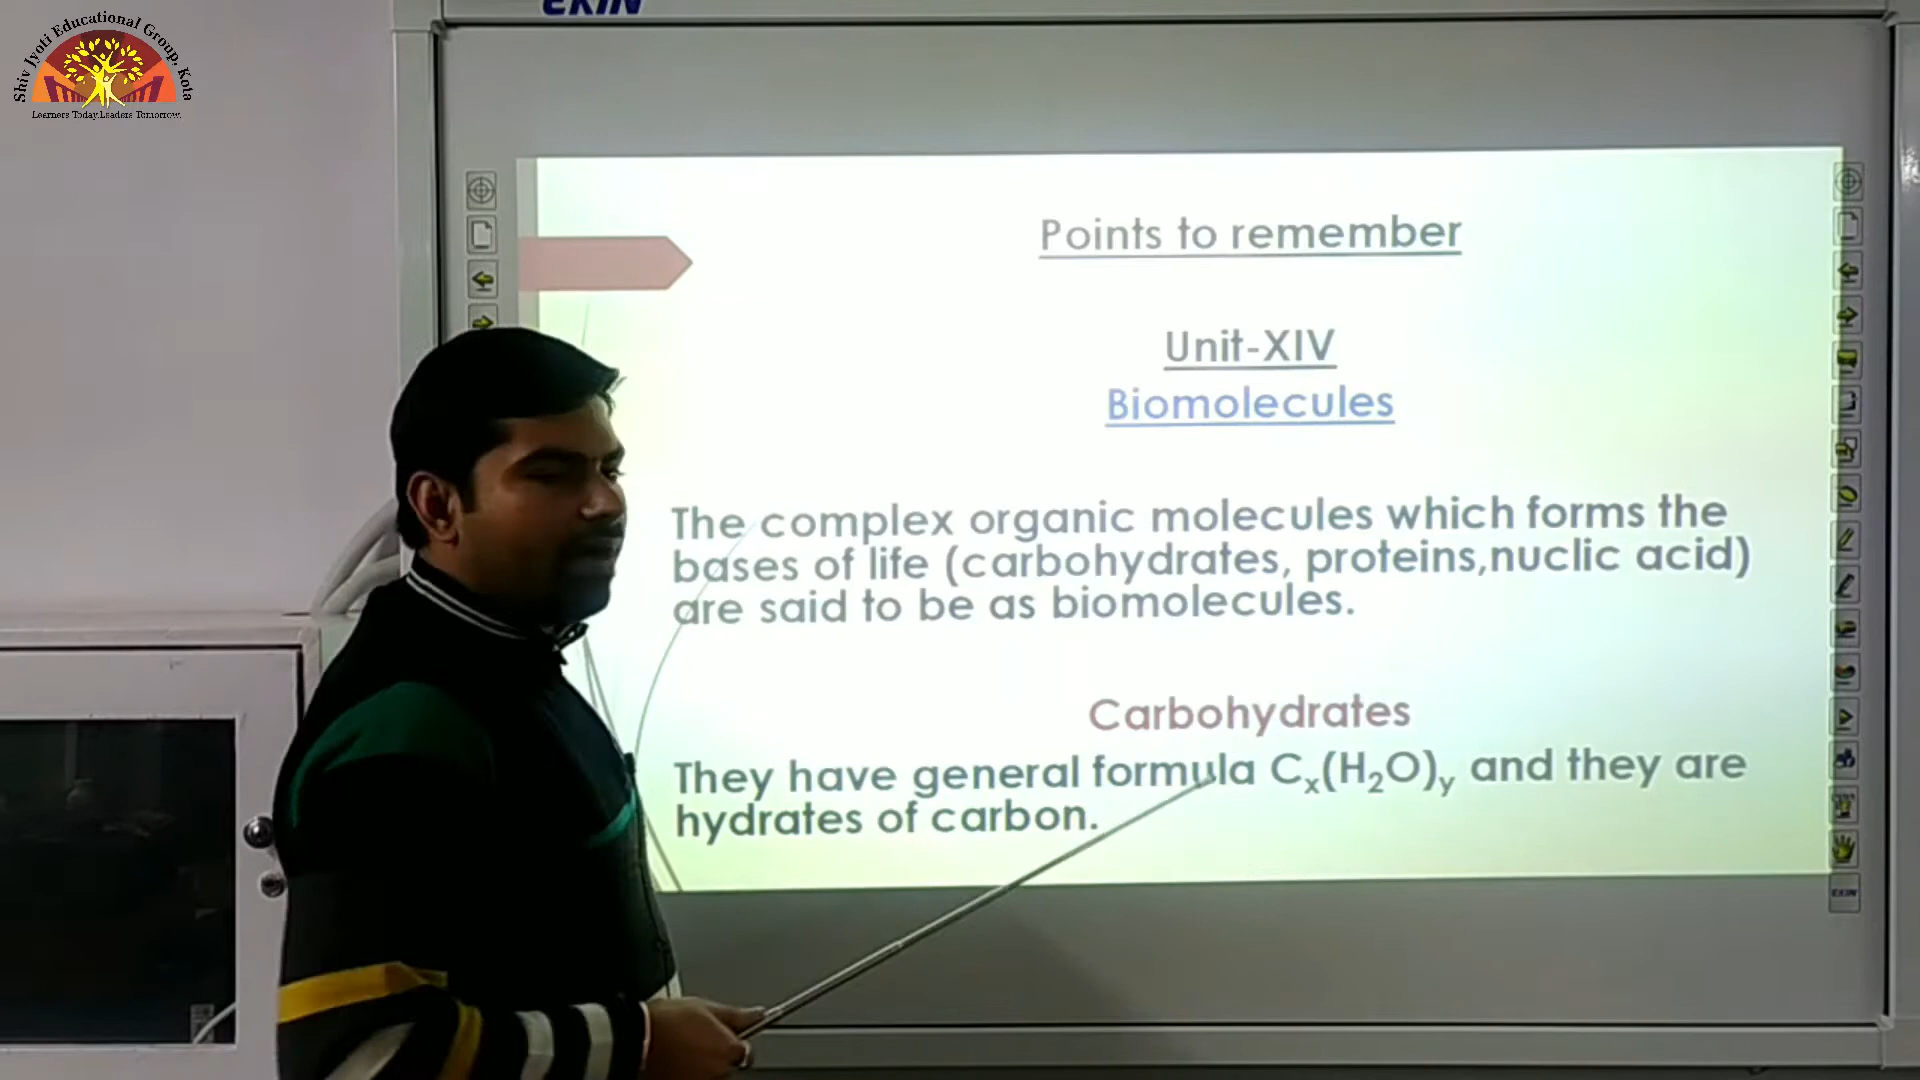 EKIN
Shiv Jyoti Educational Group, Kota
Learners Today.Leaders Tomorrow.
Points to remember
Unit-XIV
Biomolecules
The complex organic molecules which forms the
bases of life (carbohydrates, proteins,nuclic acid)
are said to be as biomolecules.
Carbohydrates
They have general formula Cₓ(H₂O)ᵧ and they are
hydrates of carbon.
EKIN